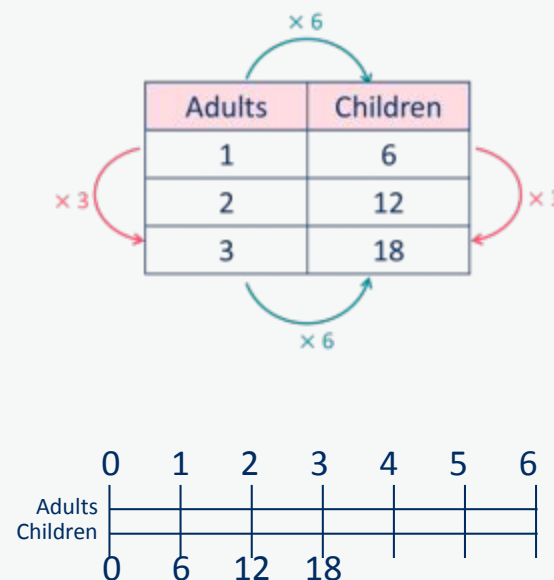 × 6
Adults Children
1 6
× 3 2 12 ×
3 18
× 6
0 1 2 3 4 5 6
Adults
Children
0 6 12 18